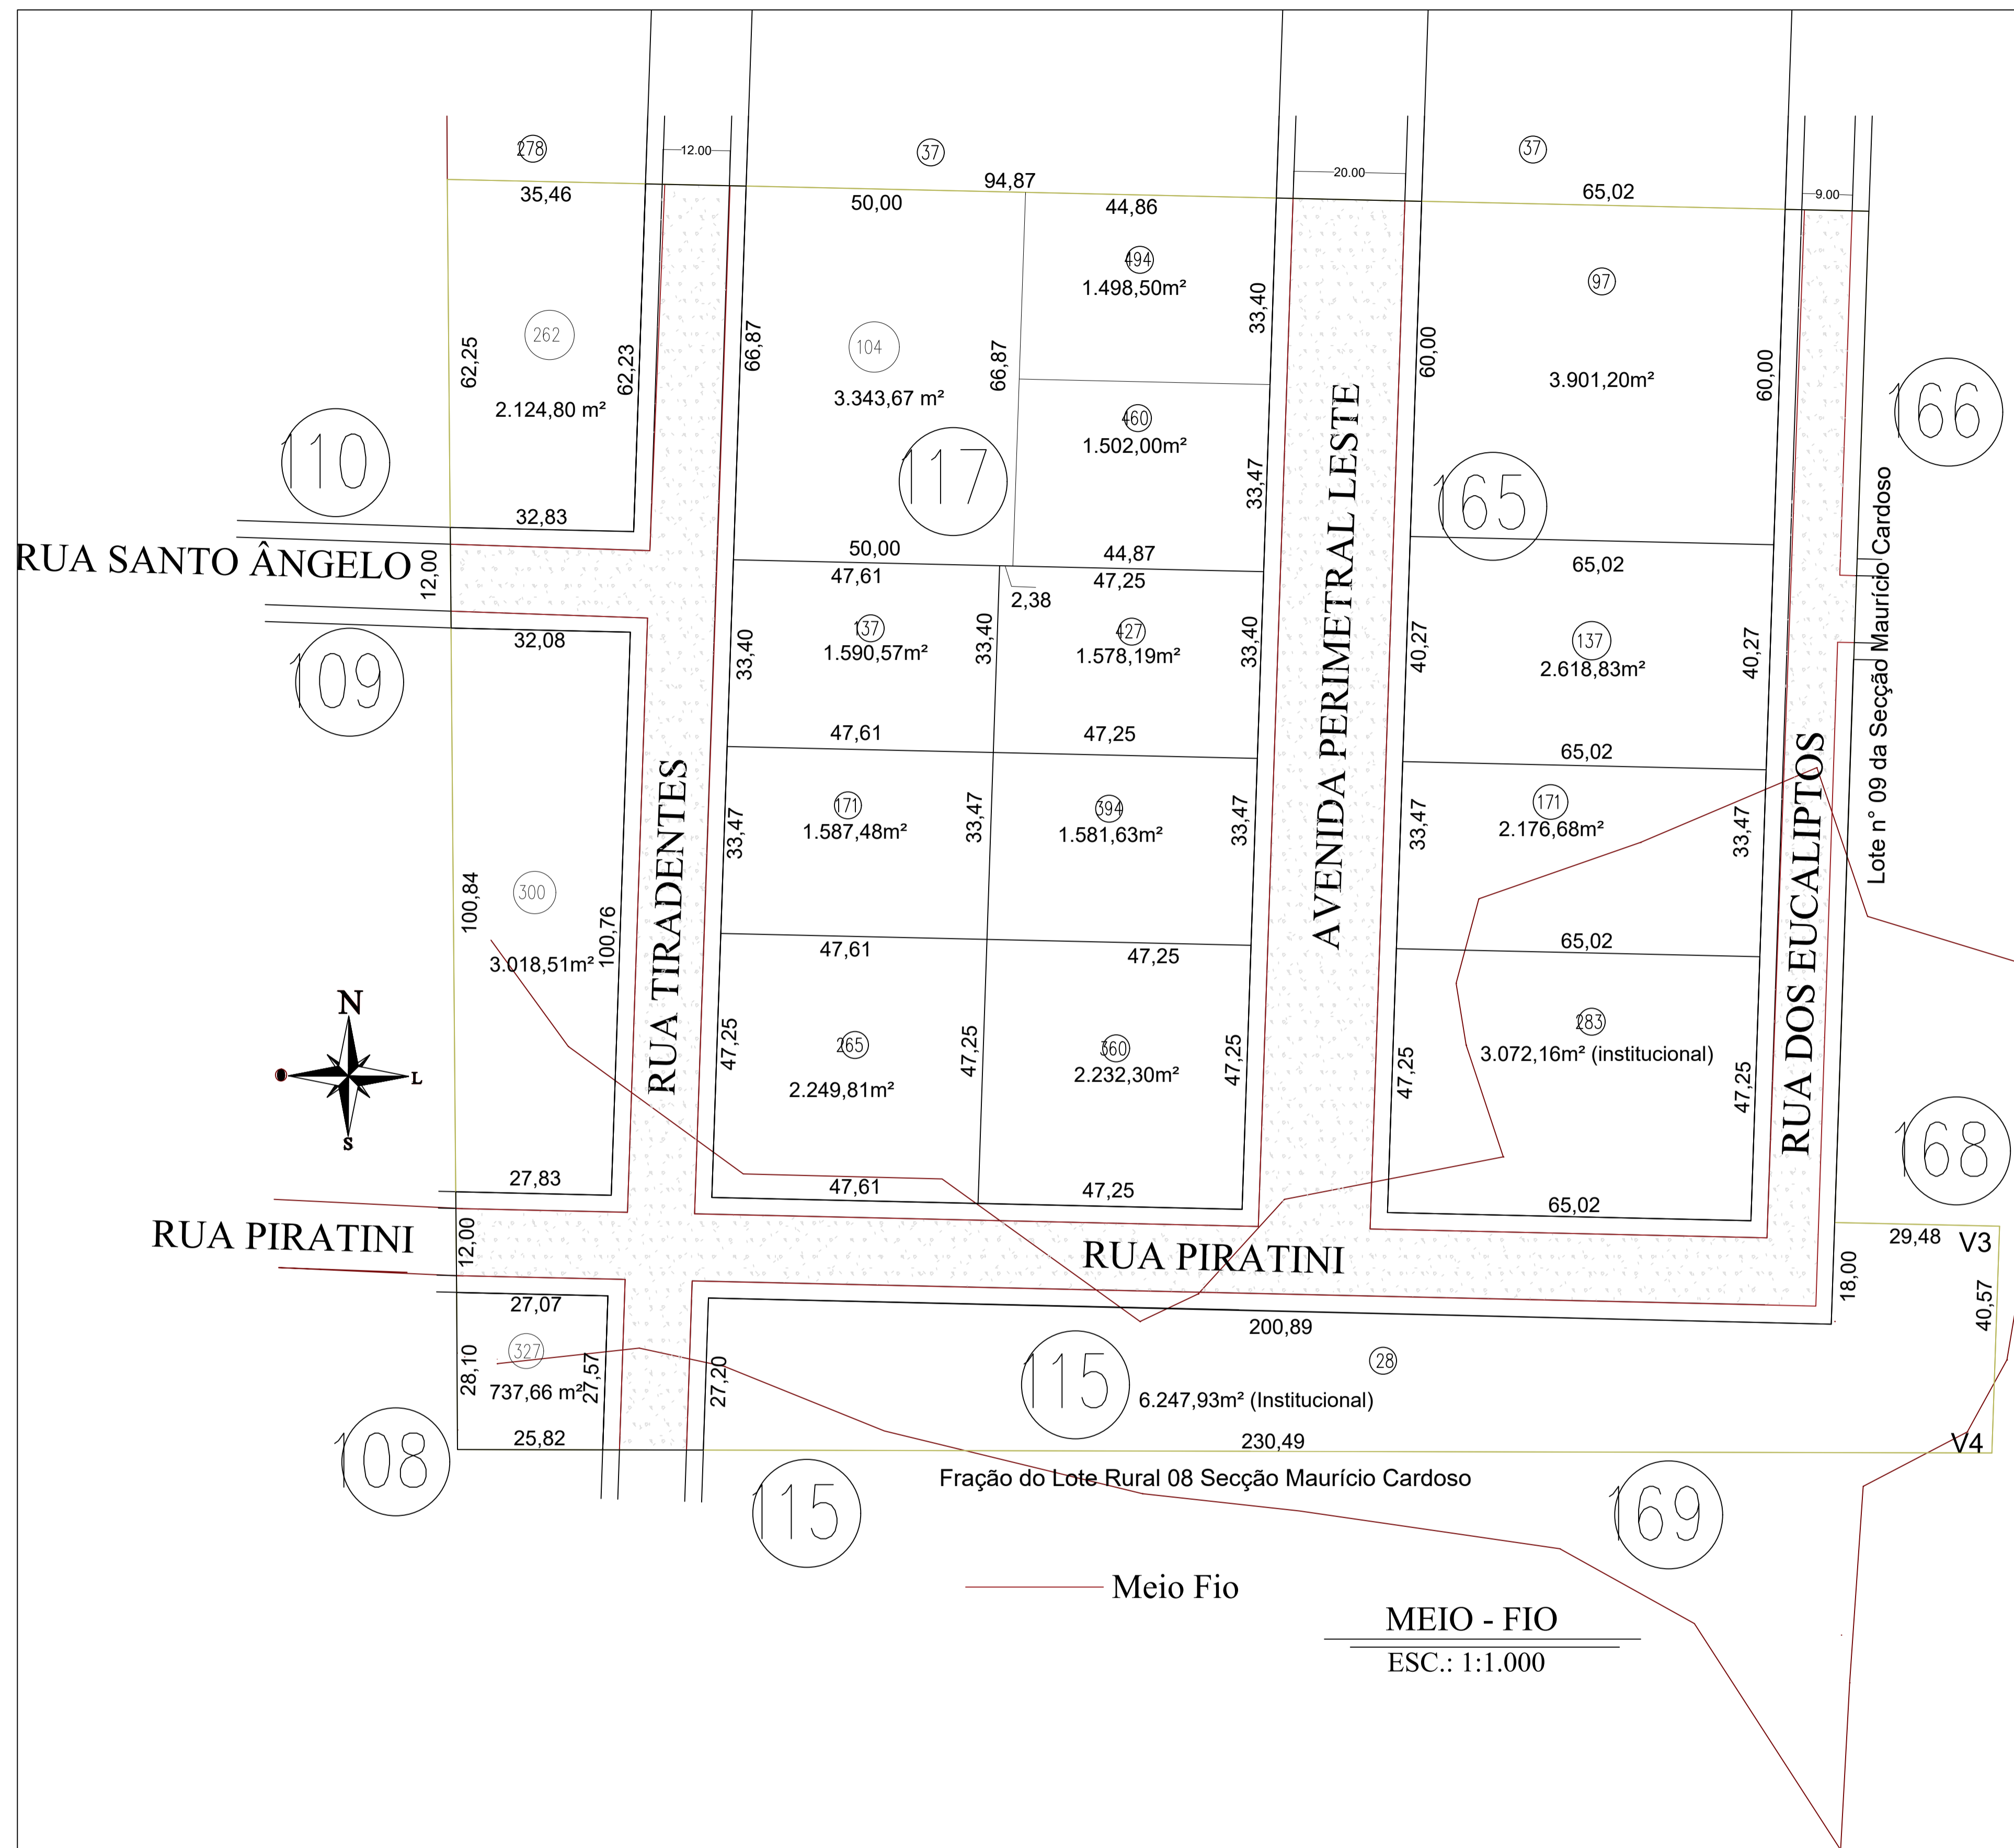 278
35,46
12.00
37
94,87
50,00
44,86
20.00
37
65,02
9.00
494
1.498,50m²
33,40
97
3.901,20m²
60,00
60,00
262
2.124,80 m²
62,25
62,23
66,87
104
3.343,67 m²
66,87
460
1.502,00m²
33,47
166
110
117
165
32,83
50,00
44,87
RUA SANTO ÂNGELO
12,00
47,61
2,38
47,25
65,02
Lote n° 09 da Secção Maurício Cardoso
32,08
109
33,40
137
1.590,57m²
33,40
427
1.578,19m²
33,40
AVENIDA PERIMETRAL LESTE
40,27
137
2.618,83m²
40,27
47,61
47,25
65,02
RUA TIRADENTES
33,47
171
1.587,48m²
33,47
394
1.581,63m²
33,47
33,47
171
2.176,68m²
33,47
RUA DOS EUCALIPTOS
100,84
300
3.018,51m²
100,76
47,61
47,25
65,02
N
L
S
47,25
265
2.249,81m²
47,25
360
2.232,30m²
47,25
47,25
283
3.072,16m² (institucional)
47,25
168
27,83
47,61
47,25
65,02
RUA PIRATINI
12,00
RUA PIRATINI
29,48
V3
18,00
40,57
27,07
200,89
28,10
327
737,66 m²
27,57
27,20
115
28
6.247,93m² (Institucional)
108
25,82
230,49
V4
Fração do Lote Rural 08 Secção Maurício Cardoso
115
169
Meio Fio
MEIO - FIO
ESC.: 1:1.000